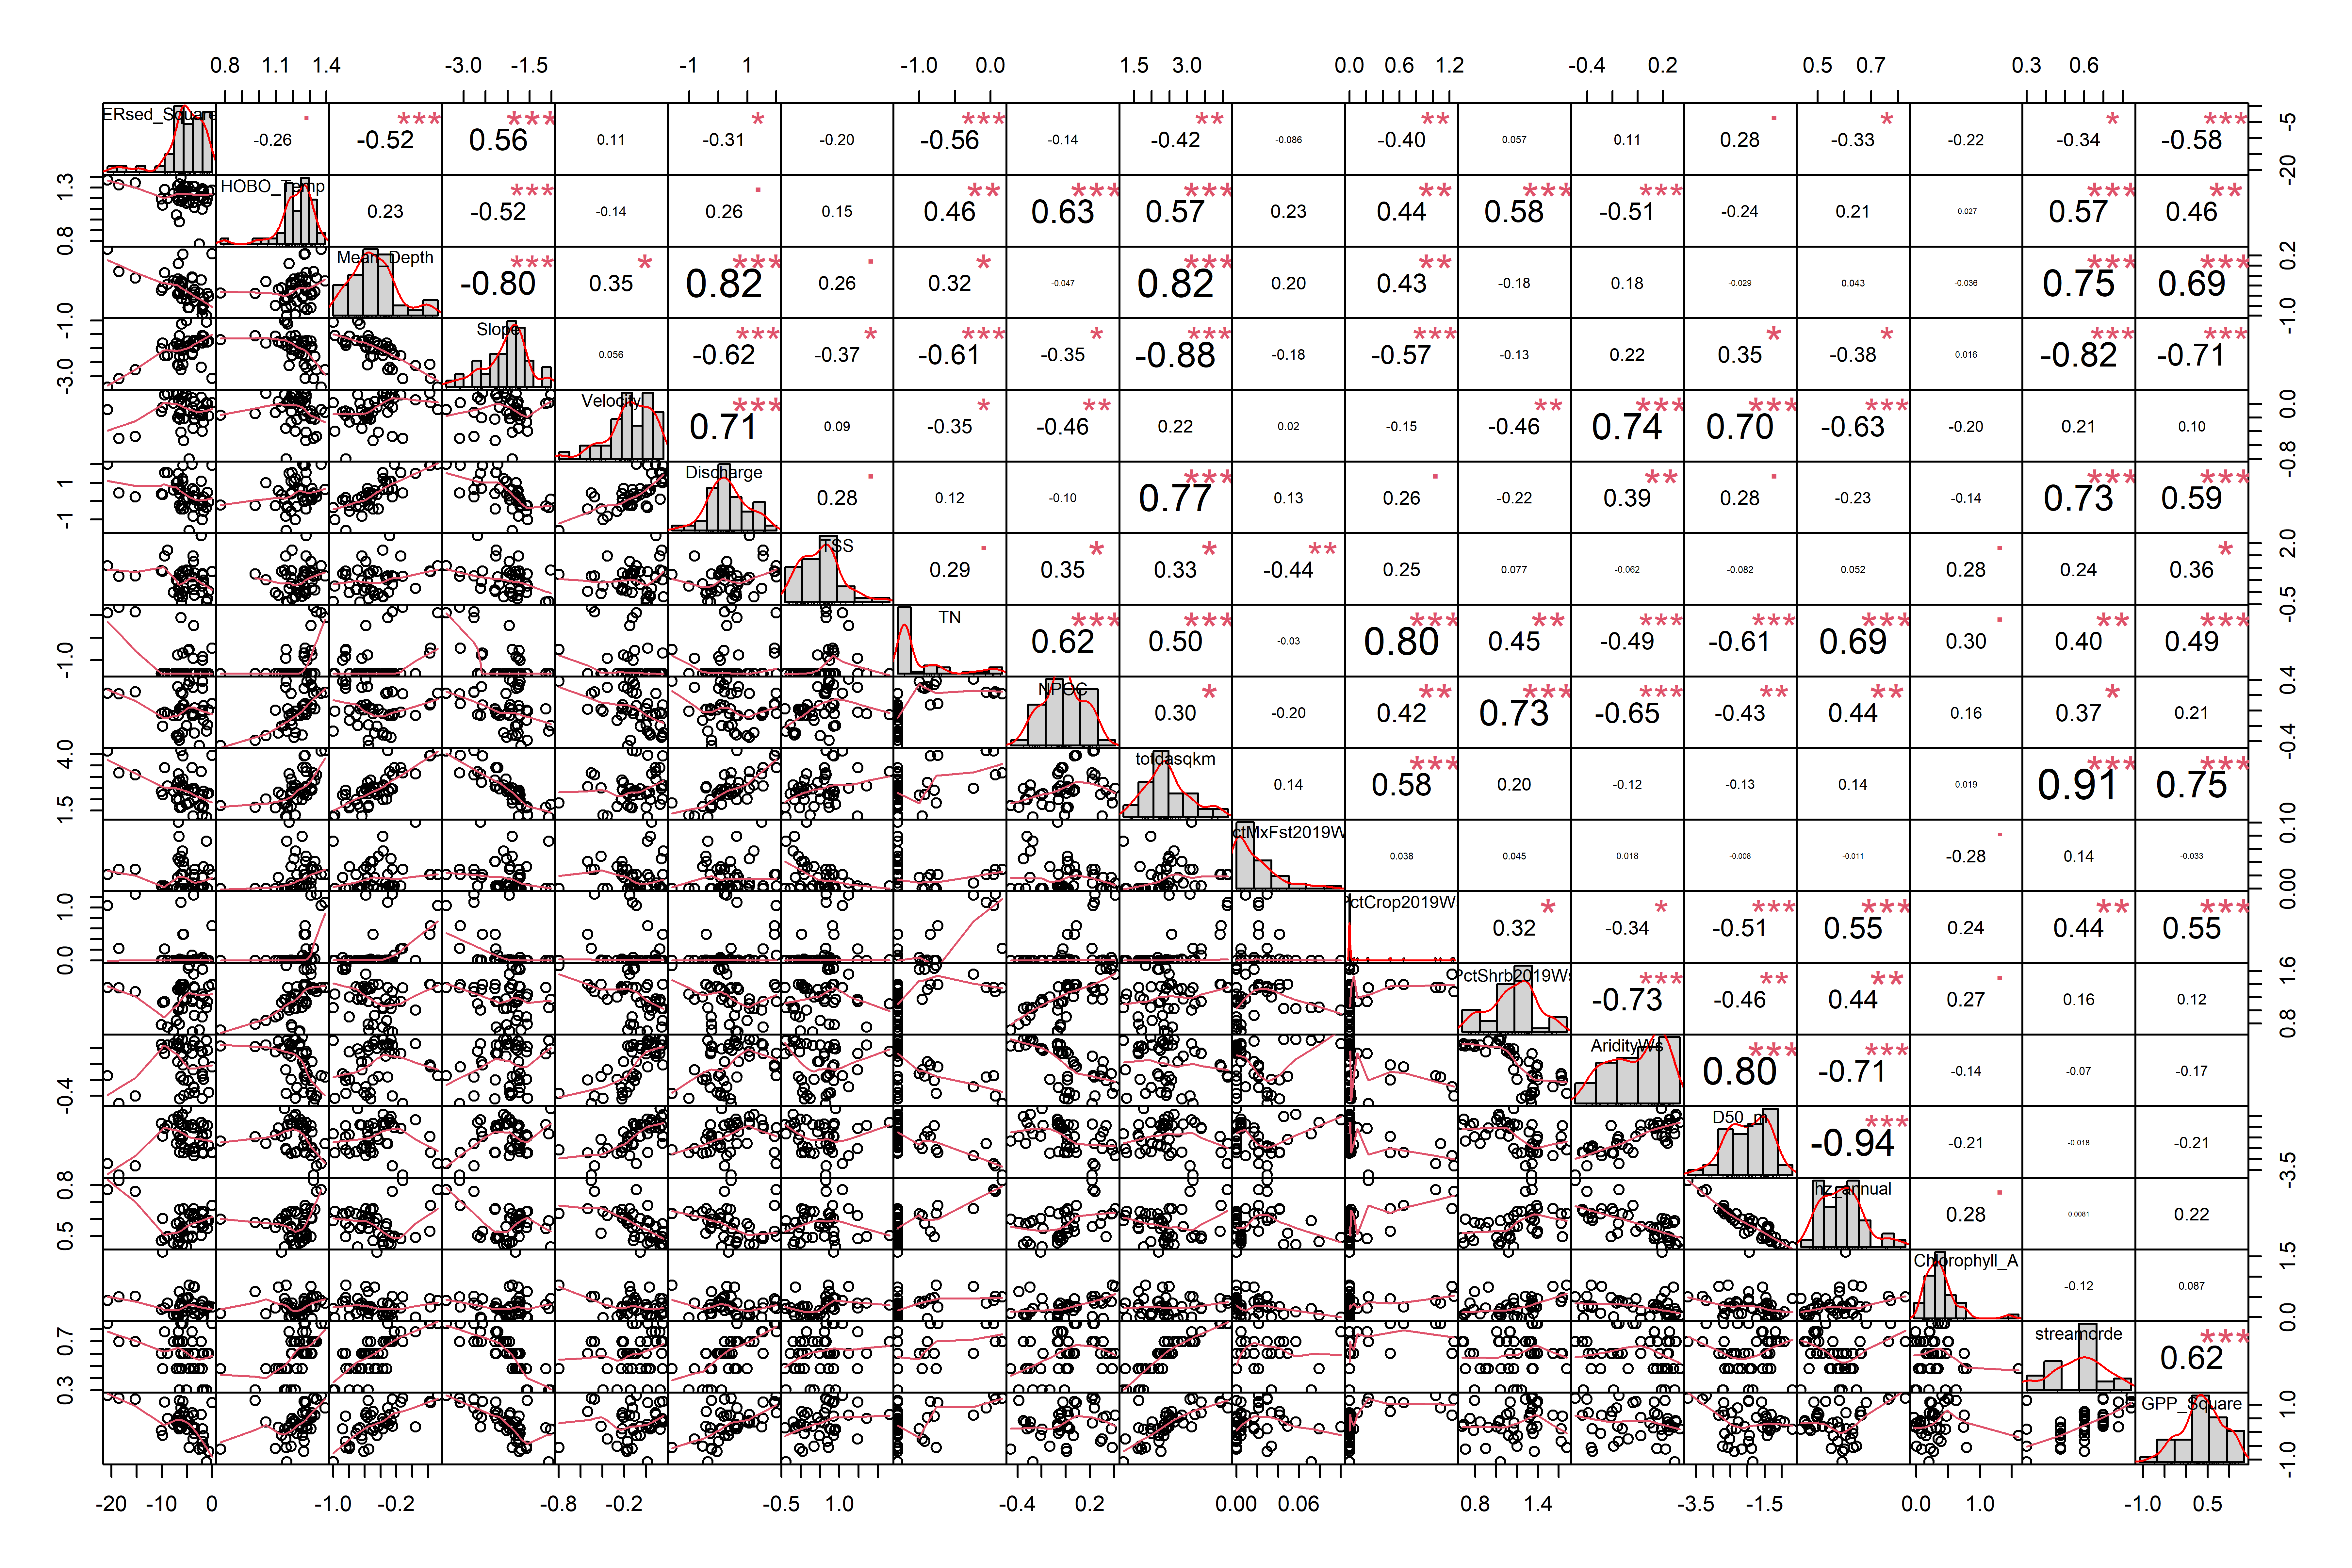 0.8 1.1 1.4 -3.0 -1.5 -1 1 -1.0 0.0 1.5 3.0 0.0 0.6 1.2 -0.4 0.2 0.5 0.7 0.3 0.6
ERsed_Square -0.26 . -0.52 *** 0.56 *** 0.11 -0.31 * -0.20 -0.56 *** -0.14 -0.42 ** -0.086 -0.40 ** 0.057 0.11 0.28 . -0.33 * -0.22 -0.34 * -0.58 *** -20 -5
0.8 1.3 HOBO_Temp 0.23 -0.52 *** -0.14 0.26 . 0.15 0.46 ** 0.63 *** 0.57 *** 0.23 0.44 ** 0.58 *** -0.51 *** -0.24 0.21 -0.027 0.57 *** 0.46 **
Mean_Depth -0.80 *** 0.35 * 0.82 *** 0.26 . 0.32 * -0.047 0.82 *** 0.20 0.43 ** -0.18 0.18 -0.029 0.043 -0.036 0.75 *** 0.69 *** -1.0 0.2
-3.0 -1.0 Slope 0.056 -0.62 *** -0.37 * -0.61 *** -0.35 * -0.88 *** -0.18 -0.57 *** -0.13 0.22 0.35 * -0.38 * 0.016 -0.82 *** -0.71 ***
Velocity 0.71 *** 0.09 -0.35 * -0.46 ** 0.22 0.02 -0.15 -0.46 ** 0.74 *** 0.70 *** -0.63 *** -0.20 0.21 0.10 -0.8 0.0
-1 1 Discharge 0.28 . 0.12 -0.10 0.77 *** 0.13 0.26 . -0.22 0.39 ** 0.28 . -0.23 -0.14 0.73 *** 0.59 ***
TSS 0.29 . 0.35 * 0.33 * -0.44 ** 0.25 0.077 -0.062 -0.082 0.052 0.28 . 0.24 0.36 * -0.5 2.0
-1.0 TN 0.62 *** 0.50 *** -0.03 0.80 *** 0.45 ** -0.49 *** -0.61 *** 0.69 *** 0.30 . 0.40 ** 0.49 ***
NPOC 0.30 * -0.20 0.42 ** 0.73 *** -0.65 *** -0.43 ** 0.44 ** 0.16 0.37 * 0.21 -0.4 0.4
1.5 4.0 totdasqkm 0.14 0.58 *** 0.20 -0.12 -0.13 0.14 0.019 0.91 *** 0.75 ***
ctMxFst2019W 0.038 0.045 0.018 -0.008 -0.011 -0.28 . 0.14 -0.033 0.00 0.10
0.0 1.0 PctCrop2019W 0.32 * -0.34 * -0.51 *** 0.55 *** 0.24 0.44 ** 0.55 ***
PctShrb2019Ws -0.73 *** -0.46 ** 0.44 ** 0.27 . 0.16 0.12 0.8 1.6
-0.4 AridityWs 0.80 *** -0.71 *** -0.14 -0.07 -0.17
D50_m -0.94 *** -0.21 -0.018 -0.21 -3.5
0.5 0.8 hz_annual 0.28 . 0.0081 0.22
Chlorophyll_A -0.12 0.087 0.0 1.5
0.3 0.7 streamorde 0.62 ***
GPP_Square -1.0 1.0
-20 -10 0 -1.0 -0.2 -0.8 -0.2 -0.5 1.0 -0.4 0.2 0.00 0.06 0.8 1.4 -3.5 -1.5 0.0 1.0 -1.0 0.5